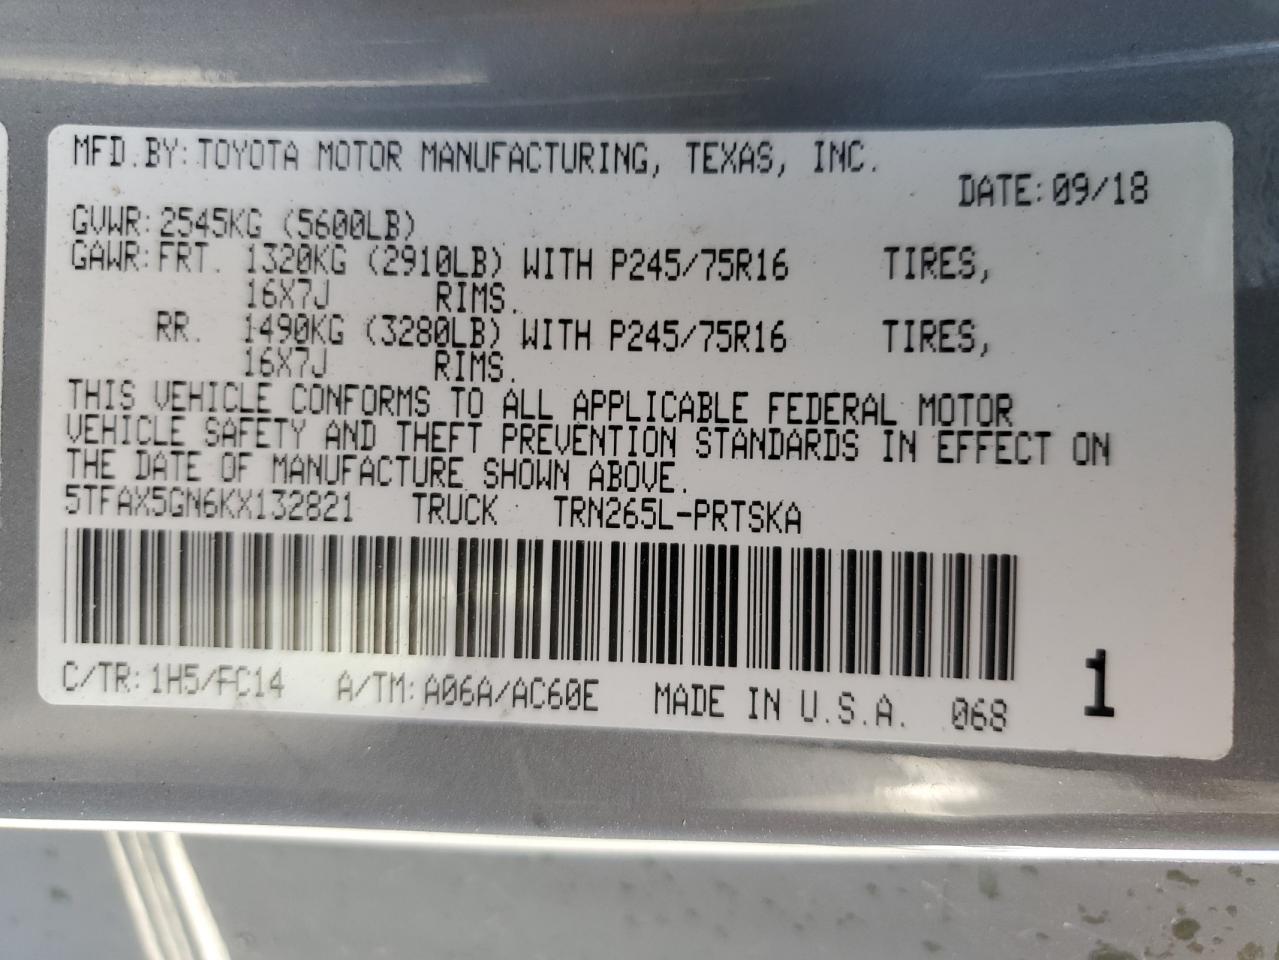 MFD.BY: TOYOTA MOTOR MANUFACTURING, TEXAS, INC.
DATE: 09/18
GVWR: 2545KG (5600LB)
GAWR: FRT. 1320KG (2910LB) WITH P245/75R16 TIRES,
16X7J RIMS.
RR. 1490KG (3280LB) WITH P245/75R16 TIRES,
16X7J RIMS.
THIS VEHICLE CONFORMS TO ALL APPLICABLE FEDERAL MOTOR
VEHICLE SAFETY AND THEFT PREVENTION STANDARDS IN EFFECT ON
THE DATE OF MANUFACTURE SHOWN ABOVE.
5TFAX5GN6KX132821 TRUCK TRN265L-PRTSKA
C/TR: 1H5/FC14 A/TM: A06A/AC60E MADE IN U.S.A. 068 1